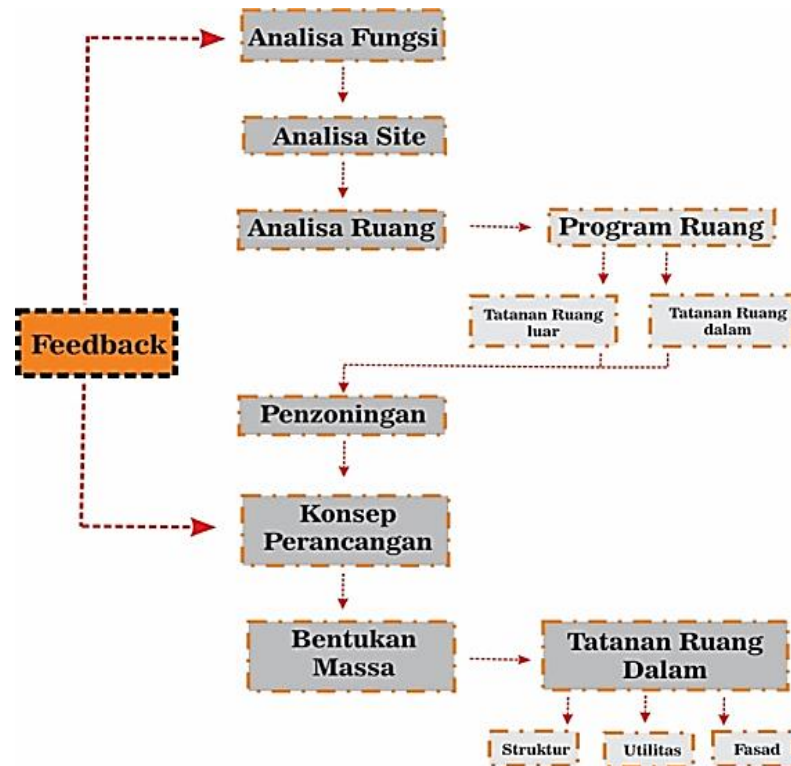 Analisa Fungsi
Analisa Site
Analisa Ruang
Program Ruang
Tatanan Ruang
luar
Tatanan Ruang
dalam
Feedback
Penzoningan
Konsep
Perancangan
Bentukan
Massa
Tatanan Ruang
Dalam
Struktur
Utilitas
Fasad